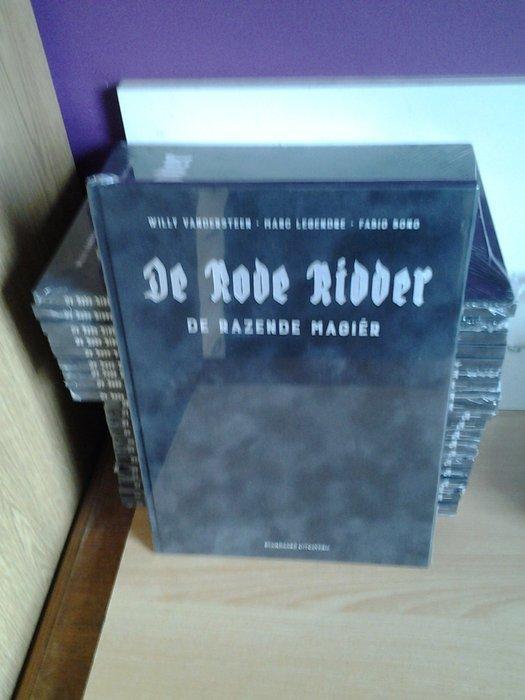 WILLY VANDERSTEEN : MARC LEGENDRE : FABIO BONO
De Rode Ridder
DE RAZENDE MAGIËR
STANDAARD UITGEVERIJ